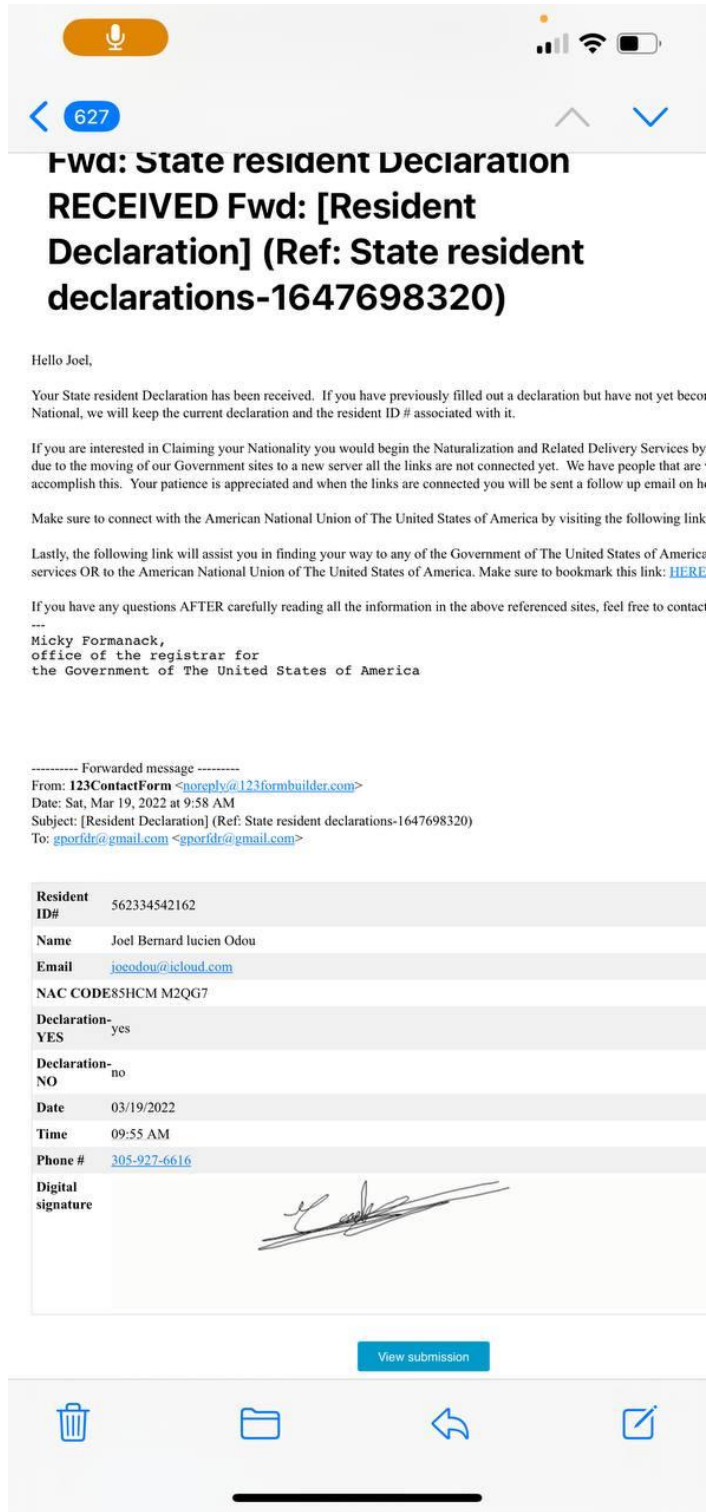 627
Fwd: State resident Declaration
RECEIVED Fwd: [Resident
Declaration] (Ref: State resident
declarations-1647698320)
Hello Joel,
Your State resident Declaration has been received. If you have previously filled out a declaration but have not yet
National, we will keep the current declaration and the resident ID # associated with it.
If you are interested in Claiming your Nationality you would begin the Naturalization and Related Delivery Services by
due to the moving of our Government sites to a new server all the links are not connected yet. We have people that are
accomplish this. Your patience is appreciated and when the links are connected you will be sent a follow up email on
Make sure to connect with the American National Union of The United States of America by visiting the following link
Lastly, the following link will assist you in finding your way to any of the Government of The United States of America
services OR to the American National Union of The United States of America. Make sure to bookmark this link: HERE
If you have any questions AFTER carefully reading all the information in the above referenced sites, feel free to contact
---
Micky Formanack,
office of the registrar for
the Government of The United States of America
---------- Forwarded message ---------
From: 123ContactForm <noreply@123formbuilder.com>
Date: Sat, Mar 19, 2022 at 9:58 AM
Subject: [Resident Declaration] (Ref: State resident declarations-1647698320)
To: gporfdr@gmail.com <gporfdr@gmail.com>
Resident
ID# 562334542162
Name Joel Bernard lucien Odou
Email joeodou@icloud.com
NAC CODE 85HCM M2QG7
Declaration-
YES yes
Declaration-
NO no
Date 03/19/2022
Time 09:55 AM
Phone # 305-927-6616
Digital
signature
View submission